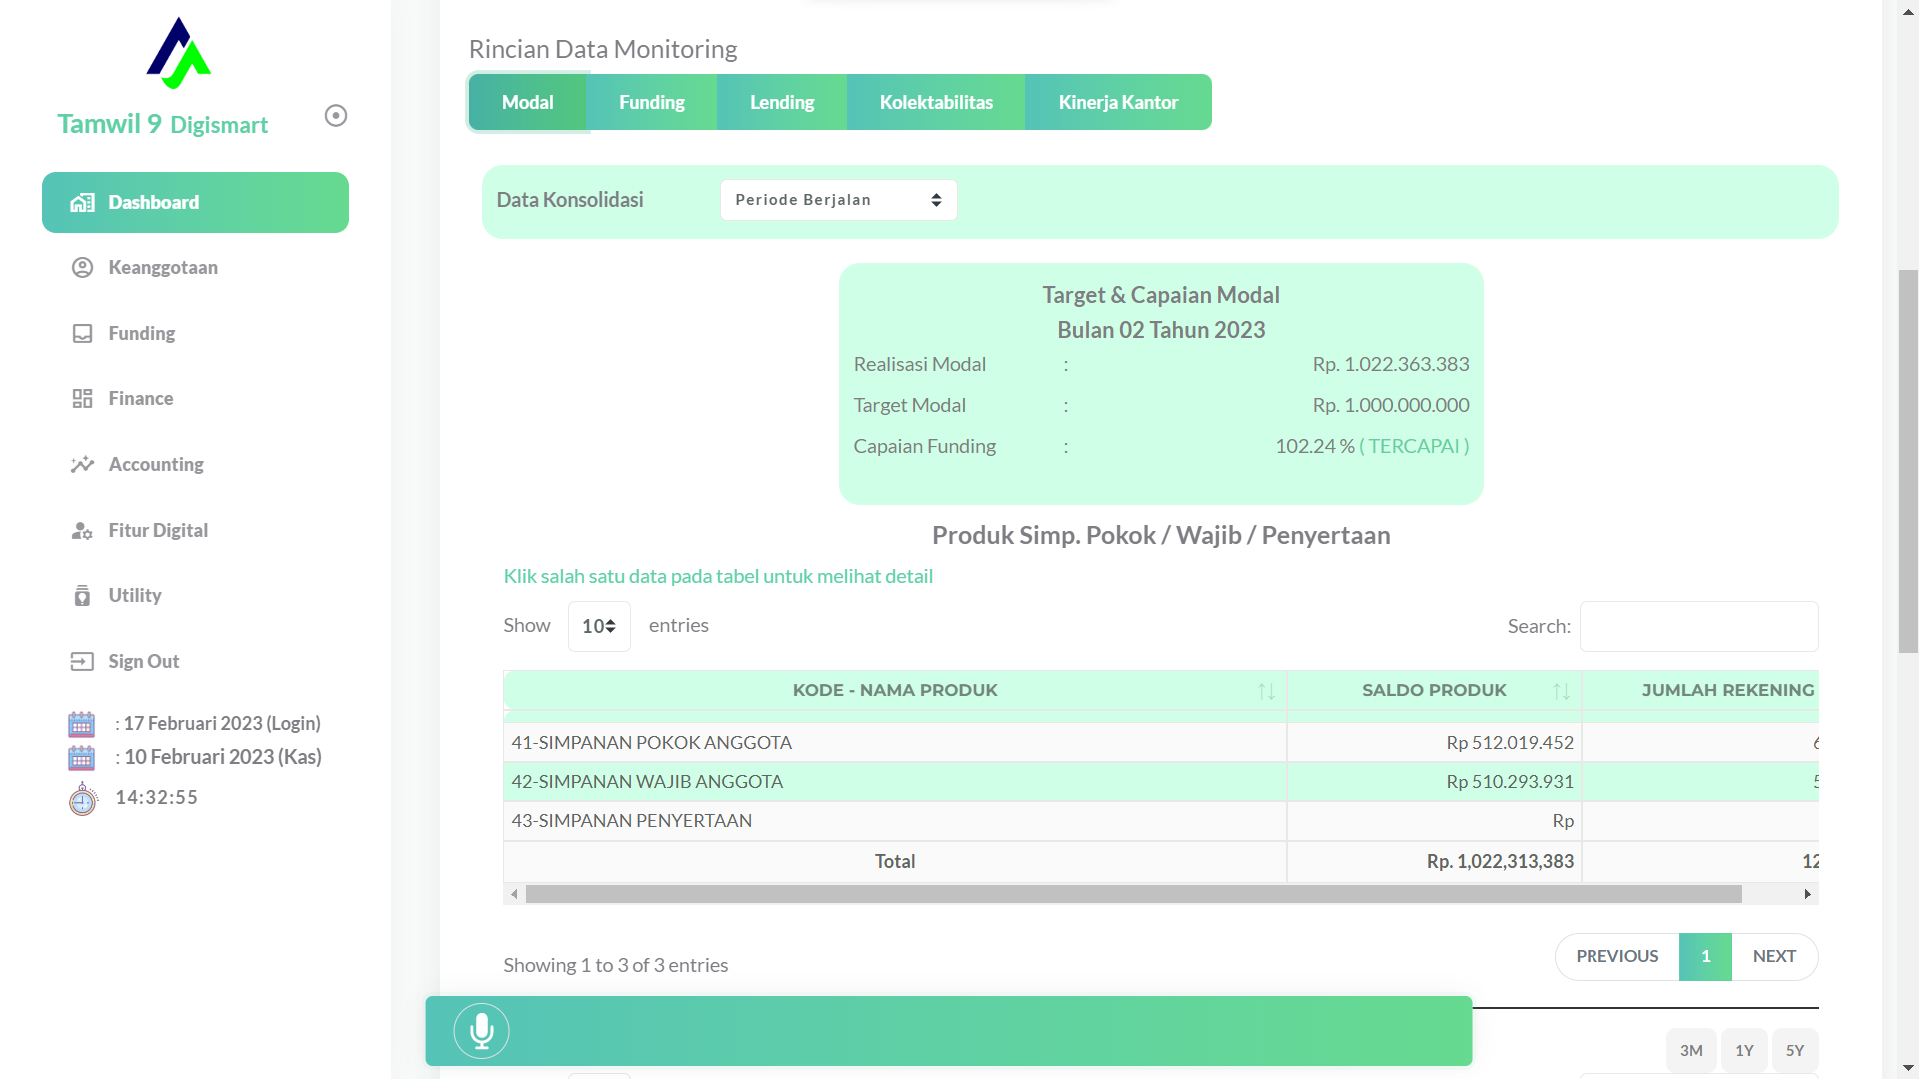 Tamwil 9 Digismart
Dashboard
Keanggotaan
Funding
Finance
Accounting
Fitur Digital
Utility
Sign Out
: 17 Februari 2023 (Login)
: 10 Februari 2023 (Kas)
14:32:55
Rincian Data Monitoring
Modal Funding Lending Kolektabilitas Kinerja Kantor
Data Konsolidasi Periode Berjalan
Target & Capaian Modal
Bulan 02 Tahun 2023
Realisasi Modal : Rp. 1.022.363.383
Target Modal : Rp. 1.000.000.000
Capaian Funding : 102.24 % ( TERCAPAI )
Produk Simp. Pokok / Wajib / Penyertaan
Klik salah satu data pada tabel untuk melihat detail
Show 10 entries Search:
KODE - NAMA PRODUK SALDO PRODUK JUMLAH REKENING
41-SIMPANAN POKOK ANGGOTA Rp 512.019.452
42-SIMPANAN WAJIB ANGGOTA Rp 510.293.931
43-SIMPANAN PENYERTAAN Rp
Total Rp. 1,022,313,383 12
Showing 1 to 3 of 3 entries PREVIOUS 1 NEXT
3M 1Y 5Y